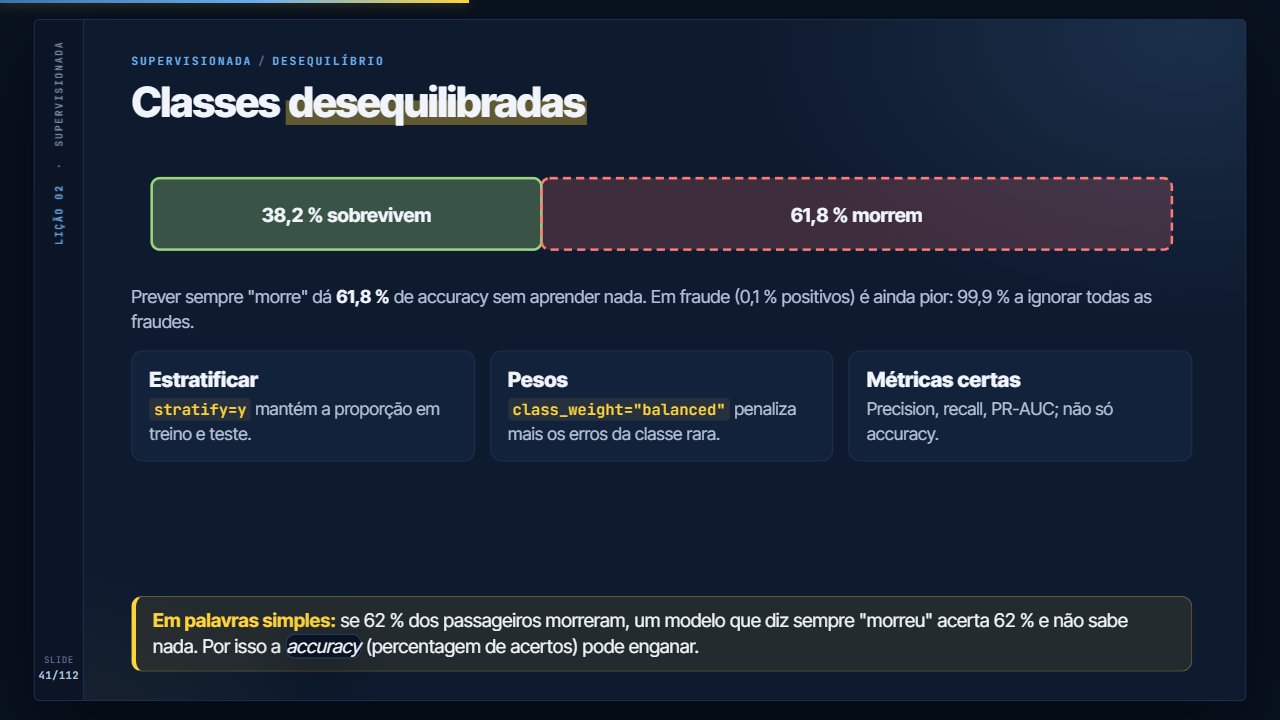 LIÇÃO 02 · SUPERVISIONADA
SUPERVISIONADA / DESEQUILÍBRIO
Classes desequilibradas
38,2 % sobrevivem
61,8 % morrem
Prever sempre "morre" dá 61,8 % de accuracy sem aprender nada. Em fraude (0,1 % positivos) é ainda pior: 99,9 % a ignorar todas as
fraudes.
Estratificar
stratify=y mantém a proporção em
treino e teste.
Pesos
class_weight="balanced" penaliza
mais os erros da classe rara.
Métricas certas
Precision, recall, PR-AUC; não só
accuracy.
Em palavras simples: se 62 % dos passageiros morreram, um modelo que diz sempre "morreu" acerta 62 % e não sabe
nada. Por isso a accuracy (percentagem de acertos) pode enganar.
SLIDE
41/112